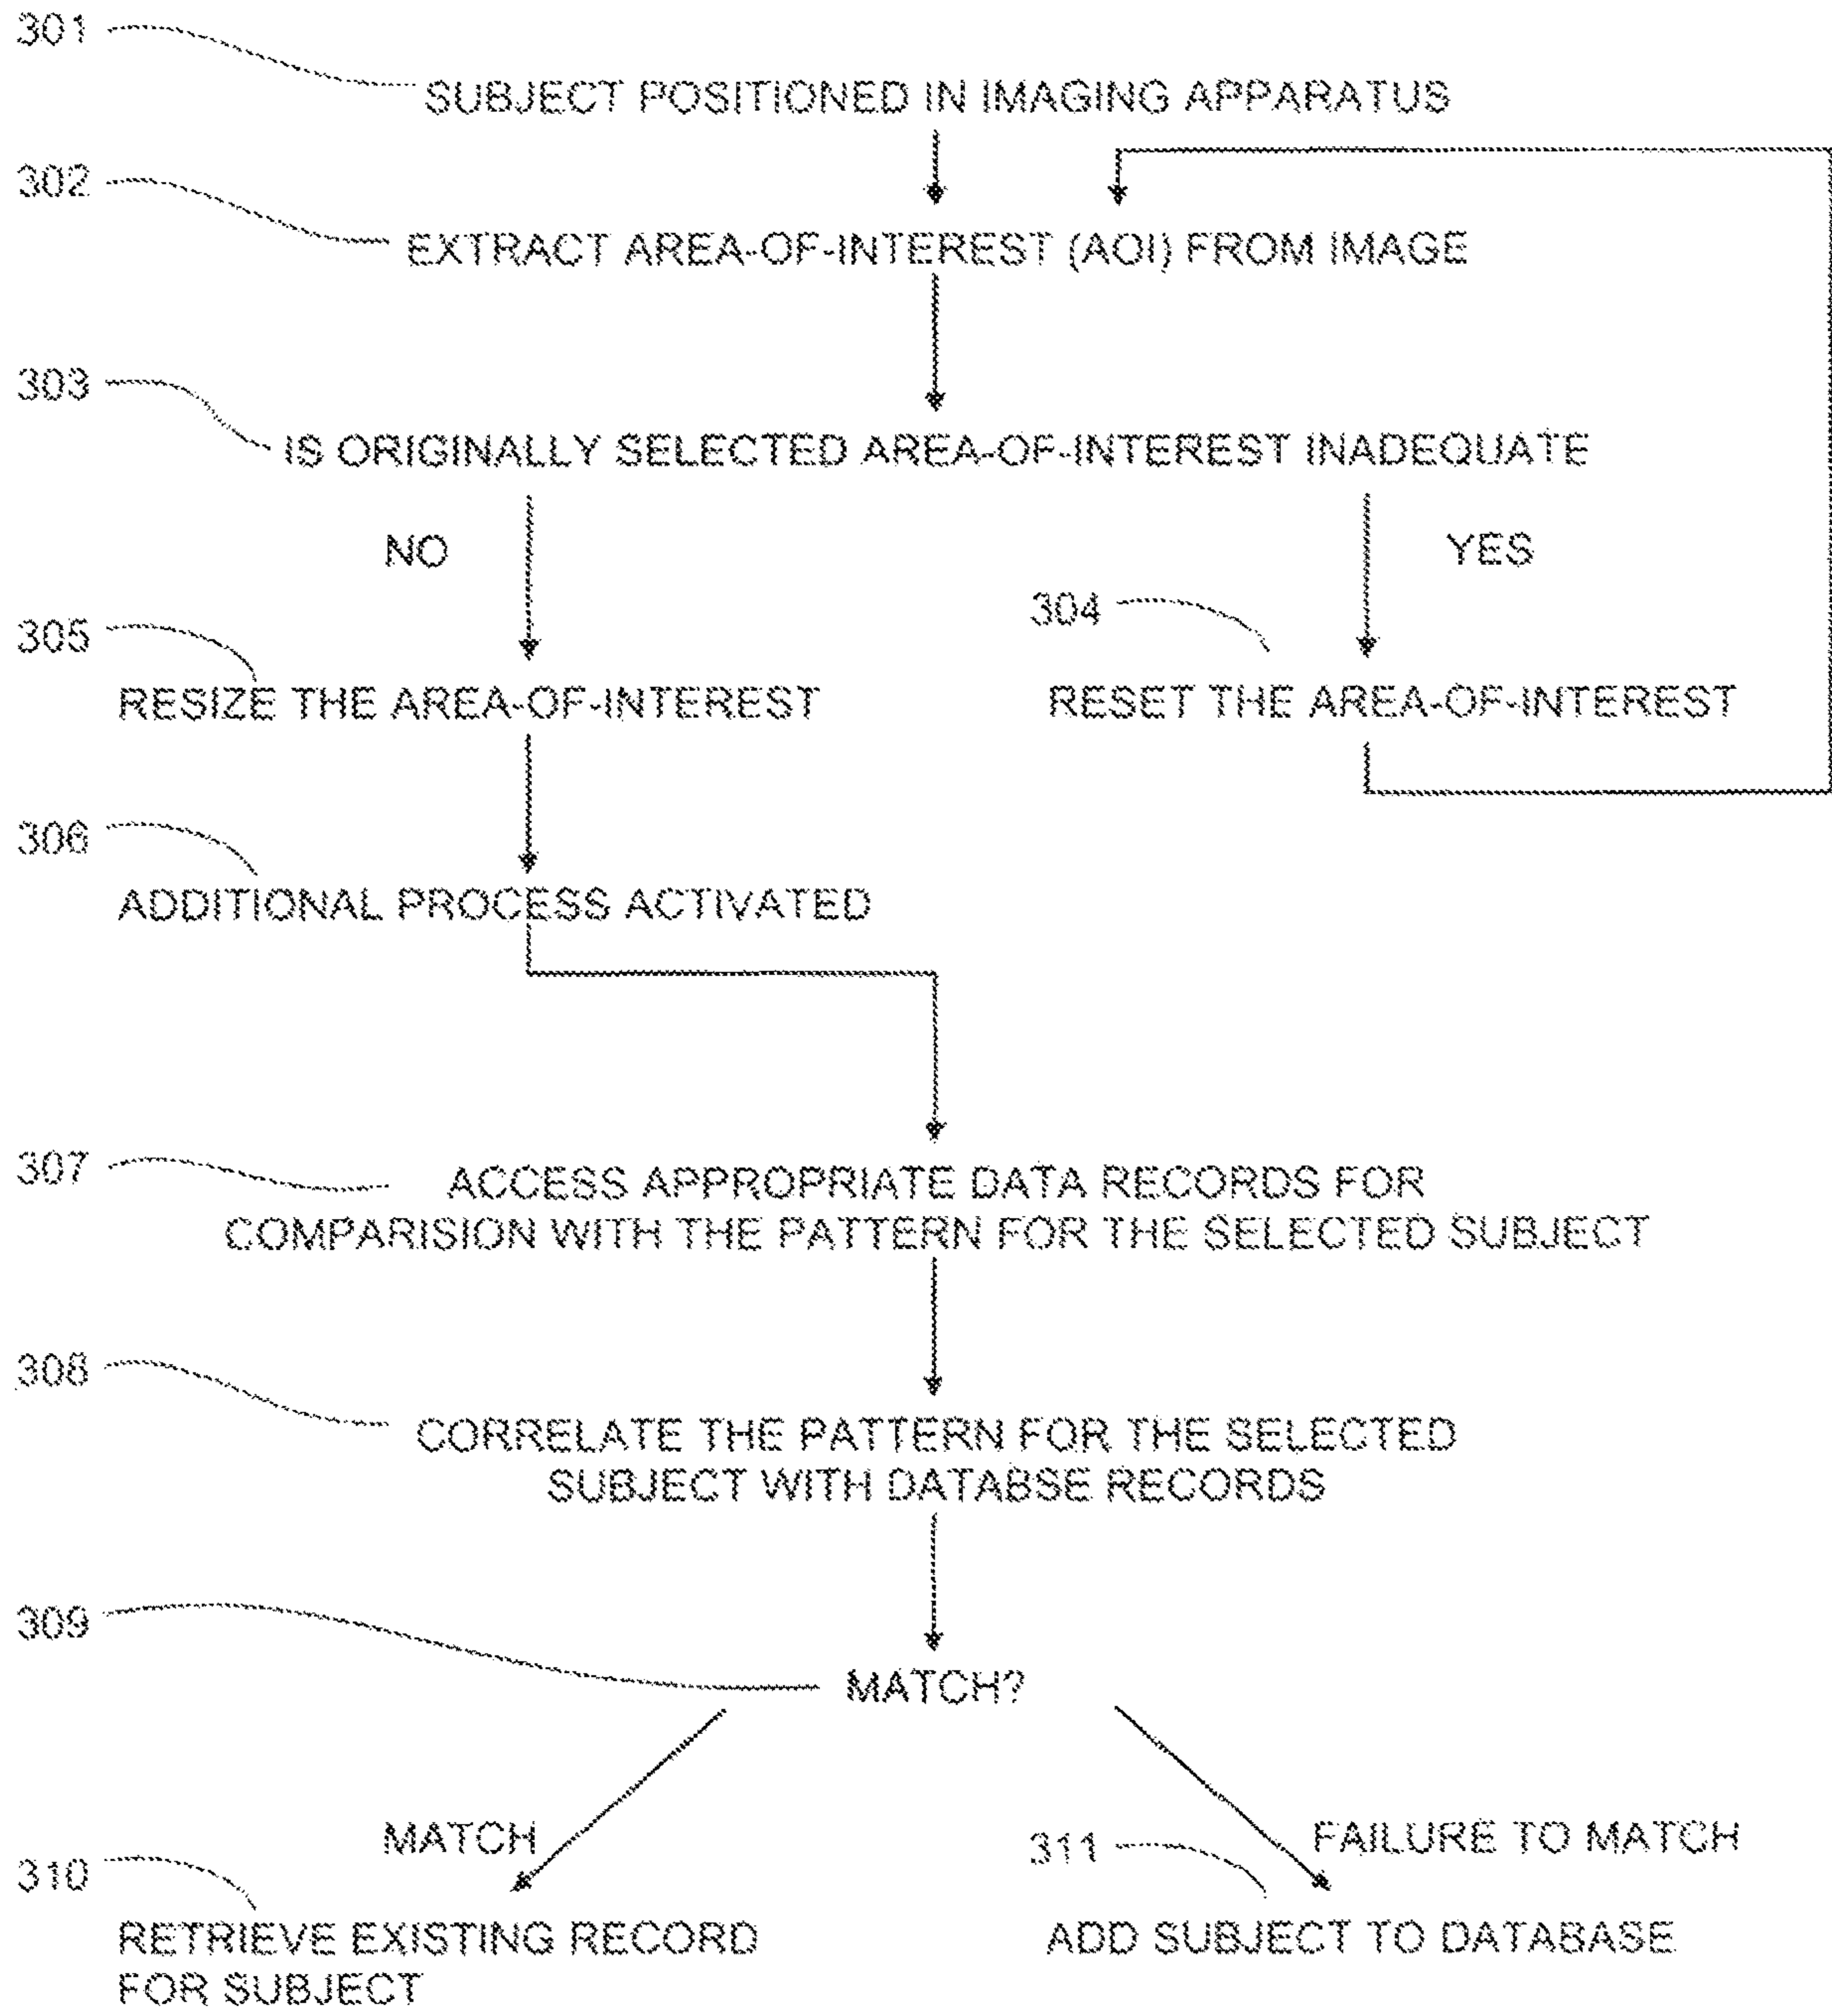 301
SUBJECT POSITIONED IN IMAGING APPARATUS
302
EXTRACT AREA-OF-INTEREST (AOI) FROM IMAGE
303
IS ORIGINALLY SELECTED AREA-OF-INTEREST INADEQUATE
NO
YES
304
305
RESIZE THE AREA-OF-INTEREST
RESET THE AREA-OF-INTEREST
306
ADDITIONAL PROCESS ACTIVATED
307
ACCESS APPROPRIATE DATA RECORDS FOR
COMPARISION WITH THE PATTERN FOR THE SELECTED SUBJECT
308
CORRELATE THE PATTERN FOR THE SELECTED
SUBJECT WITH DATABSE RECORDS
309
MATCH?
MATCH
FAILURE TO MATCH
310
311
RETRIEVE EXISTING RECORD
FOR SUBJECT
ADD SUBJECT TO DATABASE